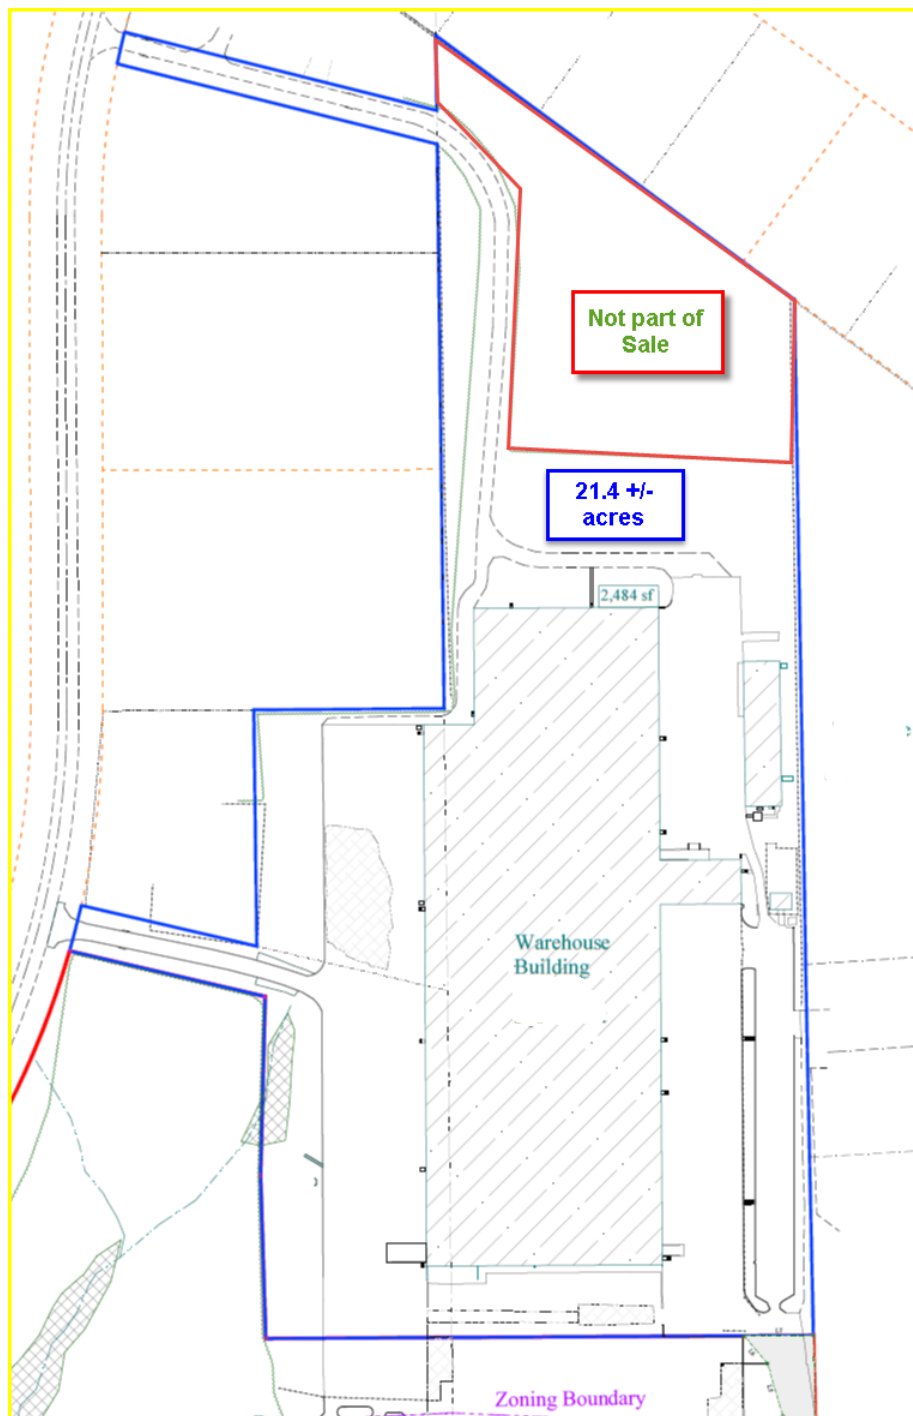 Not part of
Sale
21.4 +/-
acres
2,484 sf
Warehouse
Building
Zoning Boundary